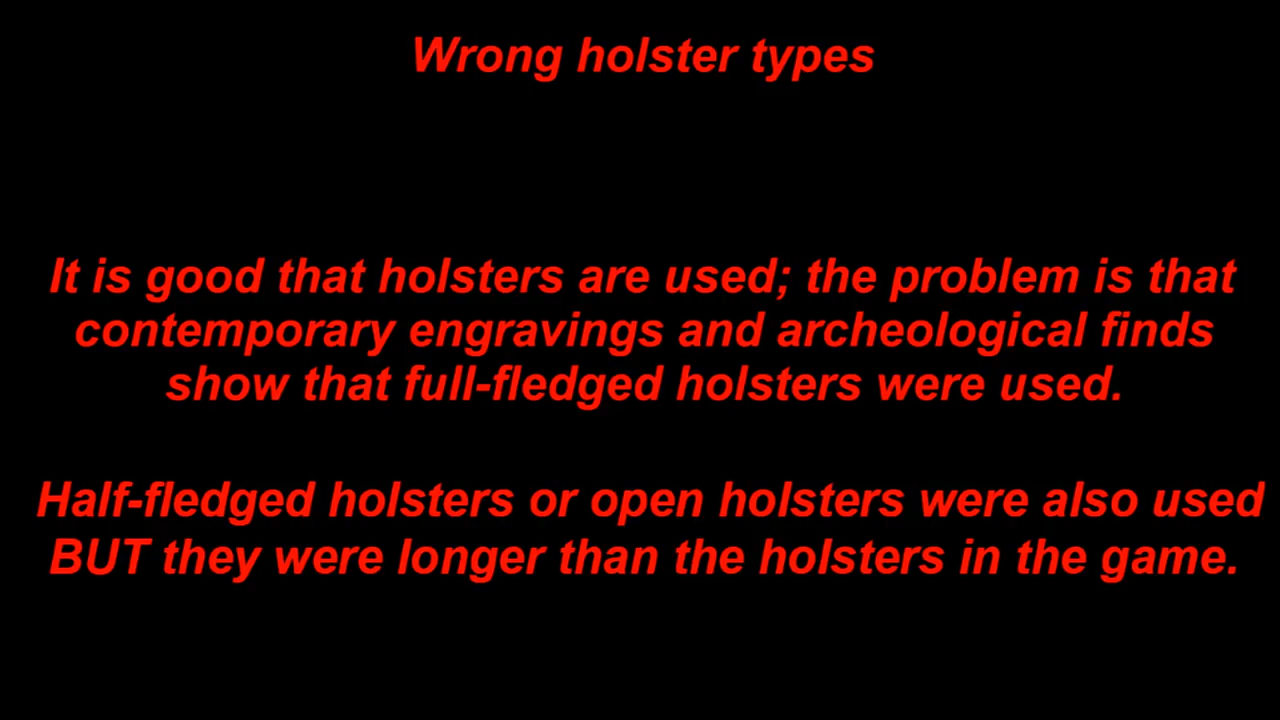 Wrong holster types
It is good that holsters are used; the problem is that
contemporary engravings and archeological finds
show that full-fledged holsters were used.
Half-fledged holsters or open holsters were also used
BUT they were longer than the holsters in the game.